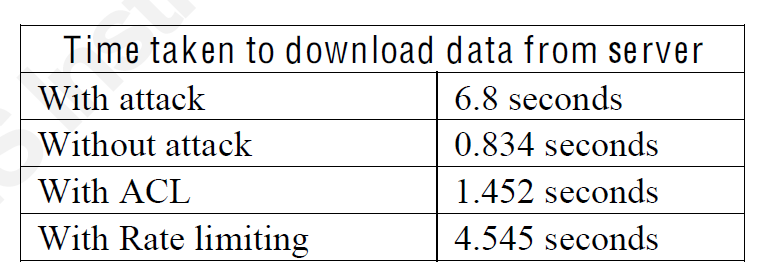 Time taken to download data from server
With attack 6.8 seconds
Without attack 0.834 seconds
With ACL 1.452 seconds
With Rate limiting 4.545 seconds